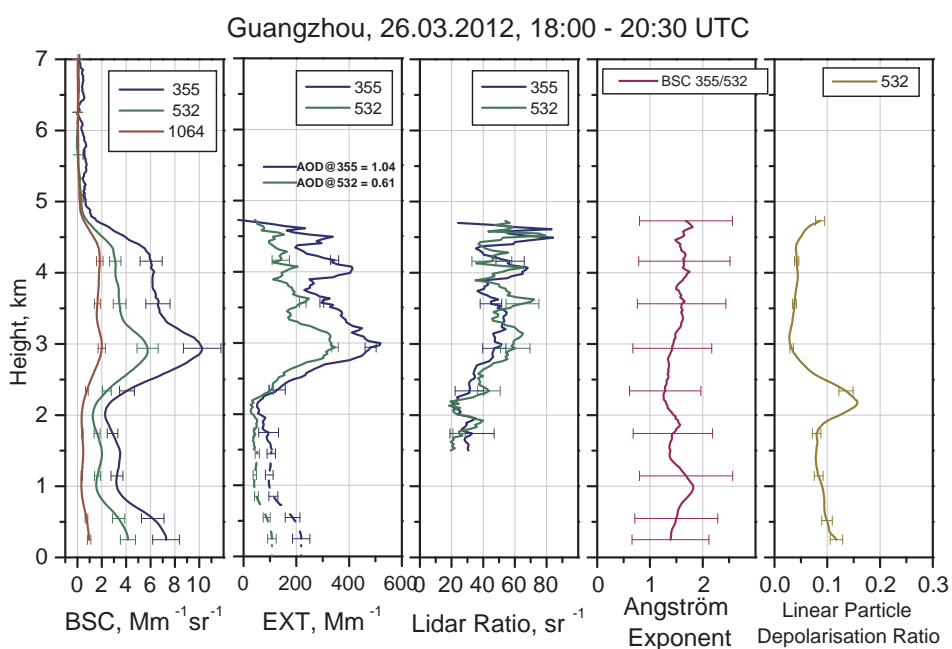 Guangzhou, 26.03.2012, 18:00 - 20:30 UTC
Height, km
7
6
5
4
3
2
1
0
355
532
1064
0 2 4 6 8 10
BSC, Mm⁻¹sr⁻¹
355
532
AOD@355 = 1.04
AOD@532 = 0.61
0 200 400 600
EXT, Mm⁻¹
355
532
20 40 60 80
Lidar Ratio, sr⁻¹
BSC 355/532
0 1 2
Angström
Exponent
532
0.0 0.1 0.2 0.3
Linear Particle
Depolarisation Ratio